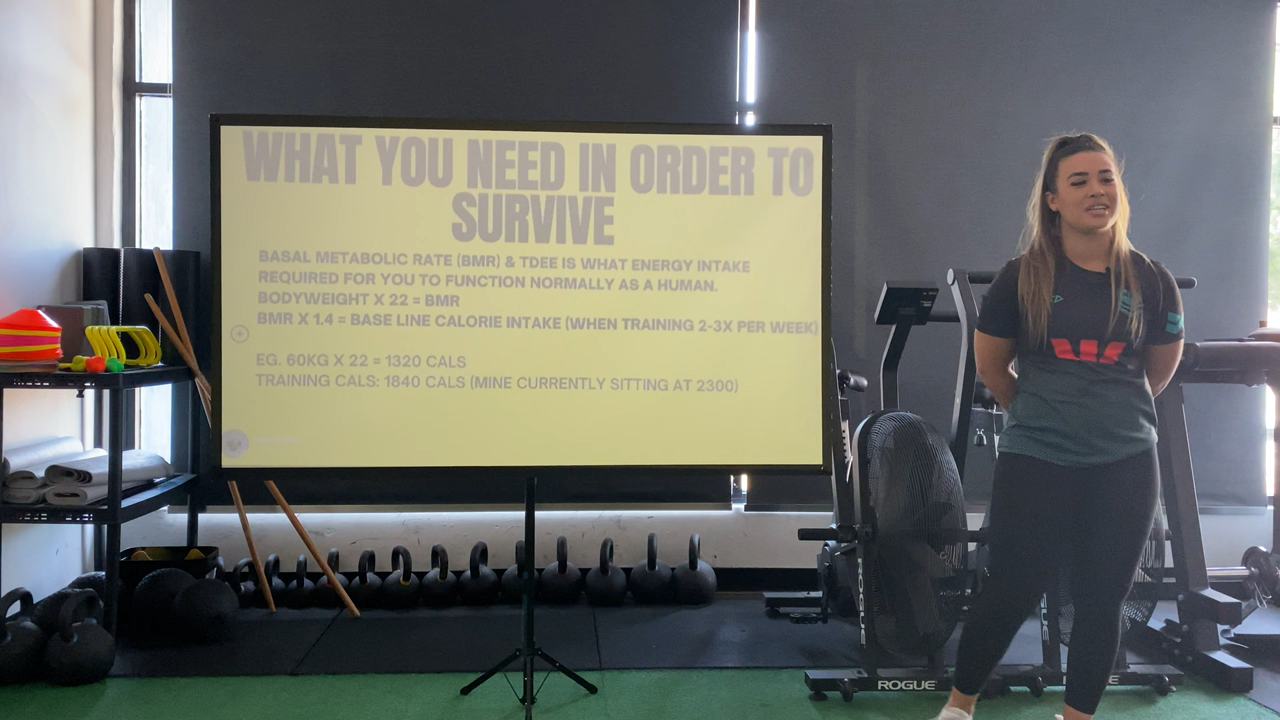 WHAT YOU NEED IN ORDER TO
SURVIVE
BASAL METABOLIC RATE (BMR) & TDEE IS WHAT ENERGY INTAKE
REQUIRED FOR YOU TO FUNCTION NORMALLY AS A HUMAN.
BODYWEIGHT X 22 = BMR
BMR X 1.4 = BASE LINE CALORIE INTAKE (WHEN TRAINING 2-3X PER WEEK)
EG. 60KG X 22 = 1320 CALS
TRAINING CALS: 1840 CALS (MINE CURRENTLY SITTING AT 2300)
ROGUE
ROGUE
ROGUE